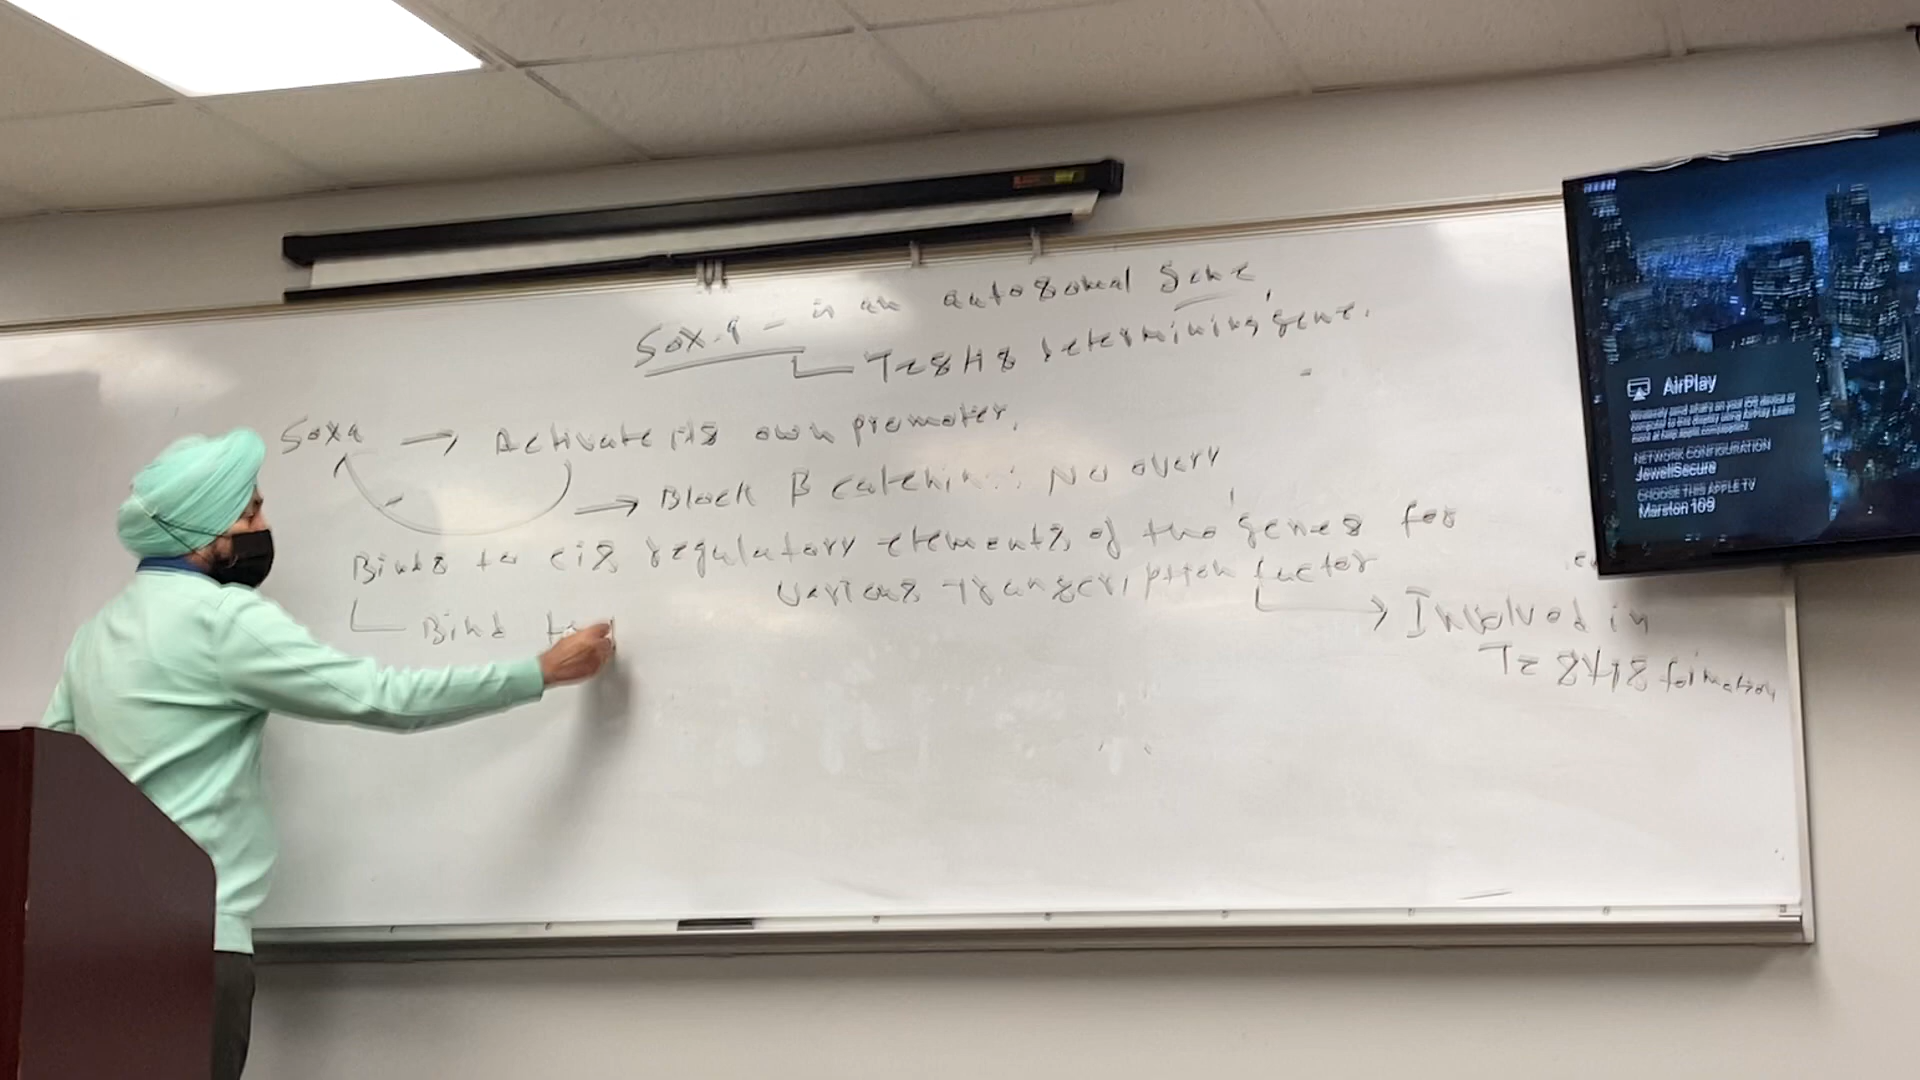 Sox-9 - is an autosomal gene,
Testis determining gene.
Sox9 → Activate its own promoter,
→ Block β catenin ∴ No overy
Binds to cis regulatory elements of the genes for
various transcription factor
→ Involved in
Testis formation
Bind to
AirPlay
NETWORK CONFIGURATION
JewellSecure
CHOOSE THIS APPLE TV
Marston 109